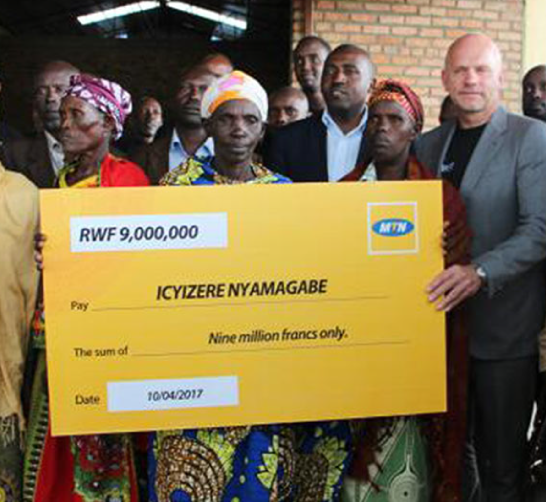 RWF 9,000,000
MTN
Pay ICYIZERE NYAMAGABE
The sum of Nine million francs only.
Date 10/04/2017